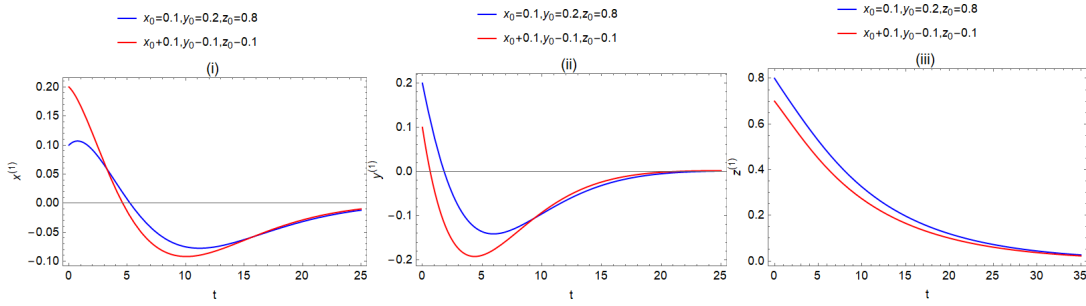 x₀=0.1,y₀=0.2,z₀=0.8
x₀+0.1,y₀−0.1,z₀−0.1
(i)
0.20
0.15
0.10
0.05
0.00
−0.05
−0.10
x⁽¹⁾
0 5 10 15 20 25
t
x₀=0.1,y₀=0.2,z₀=0.8
x₀+0.1,y₀−0.1,z₀−0.1
(ii)
0.2
0.1
0.0
−0.1
−0.2
y⁽¹⁾
0 5 10 15 20 25
t
x₀=0.1,y₀=0.2,z₀=0.8
x₀+0.1,y₀−0.1,z₀−0.1
(iii)
0.8
0.6
0.4
0.2
0.0
z⁽¹⁾
0 5 10 15 20 25 30 35
t